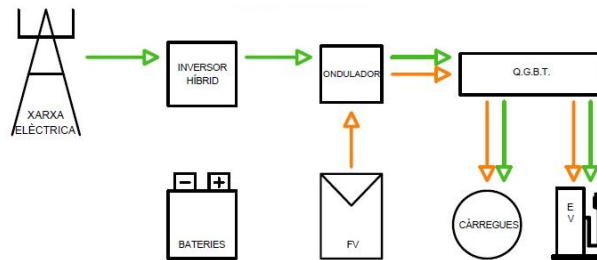 XARXA
ELÈCTRICA
INVERSOR
HÍBRID
ONDULADOR
Q.G.B.T.
BATERIES
FV
CÀRREGUES
E
V